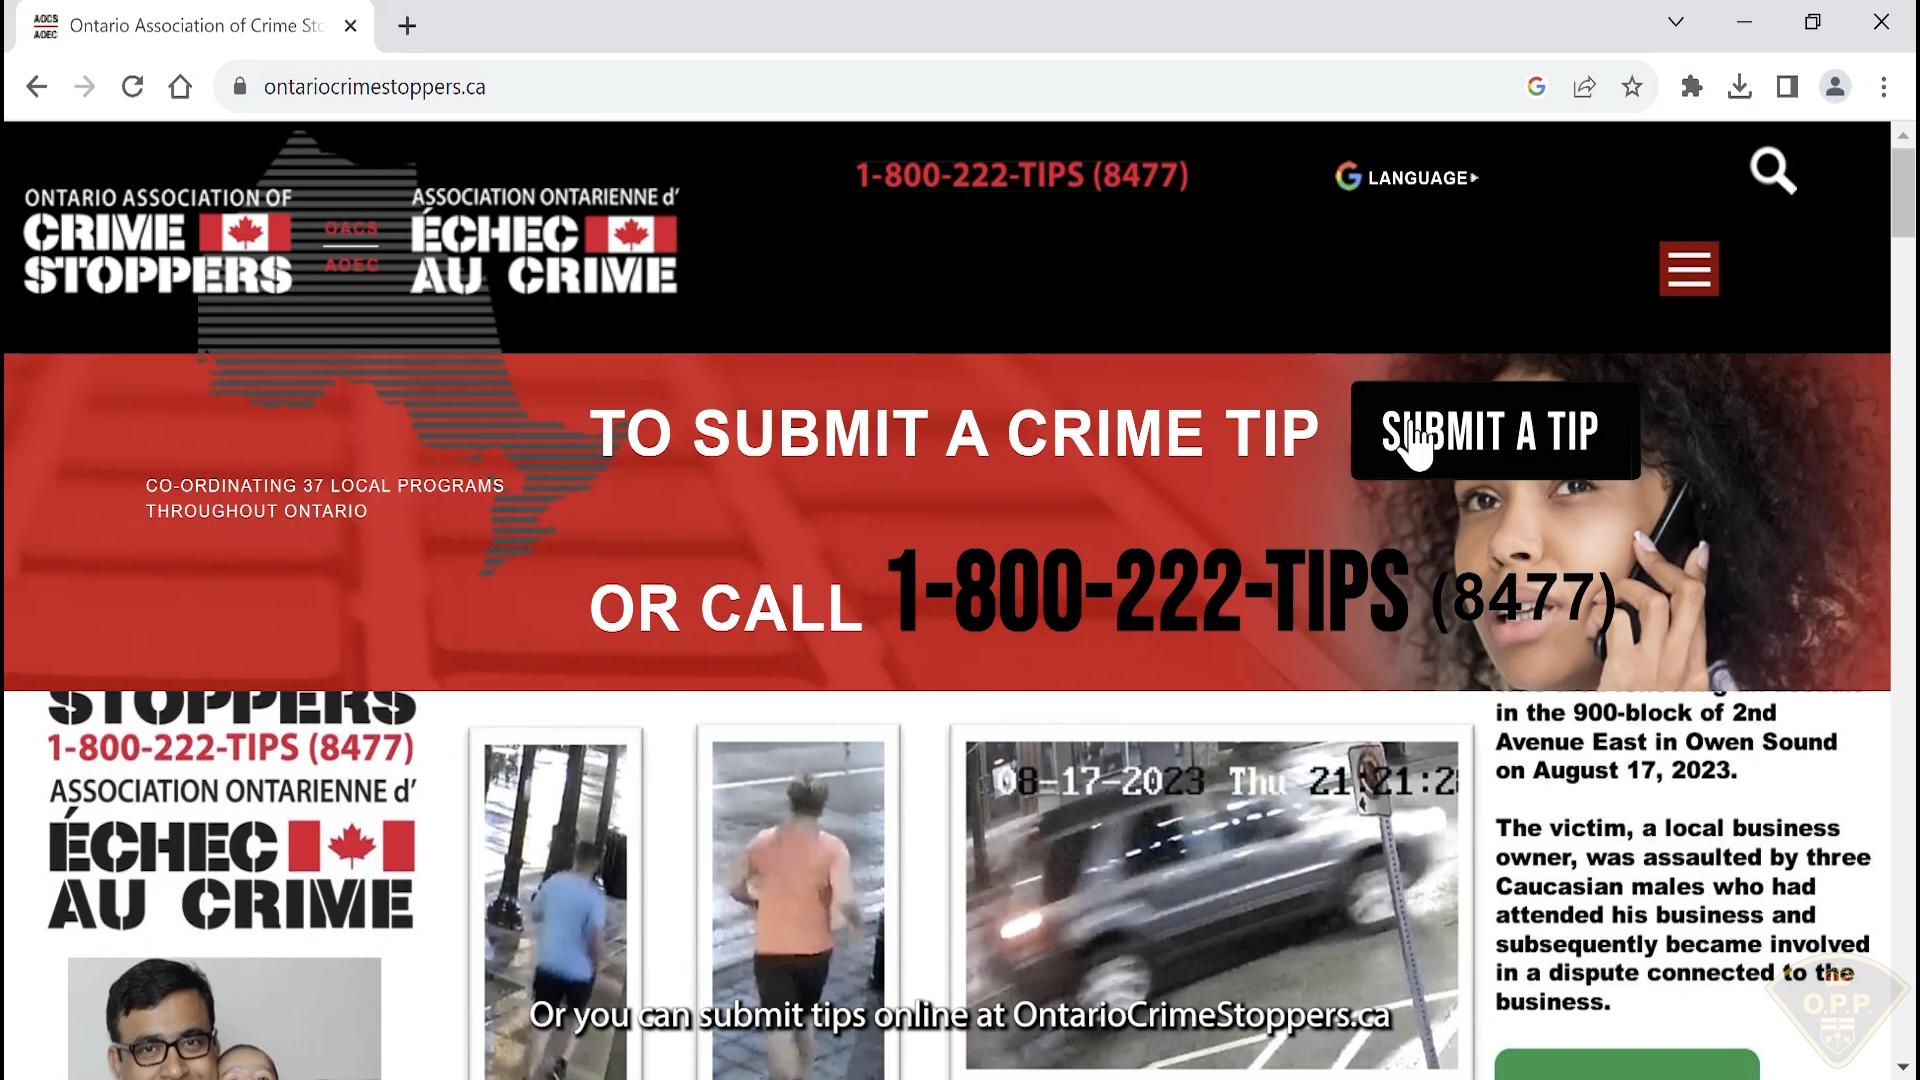 AOCS
AOEC
Ontario Association of Crime Sto
ontariocrimestoppers.ca
1-800-222-TIPS (8477)
LANGUAGE
ONTARIO ASSOCIATION OF
CRIME
STOPPERS
OACS
AOEC
ASSOCIATION ONTARIENNE d'
ÉCHEC
AU CRIME
TO SUBMIT A CRIME TIP
SUBMIT A TIP
CO-ORDINATING 37 LOCAL PROGRAMS
THROUGHOUT ONTARIO
OR CALL 1-800-222-TIPS (8477)
STOPPERS
1-800-222-TIPS (8477)
ASSOCIATION ONTARIENNE d'
ÉCHEC
AU CRIME
08-17-2023 Thu 21:21:28
in the 900-block of 2nd
Avenue East in Owen Sound
on August 17, 2023.
The victim, a local business
owner, was assaulted by three
Caucasian males who had
attended his business and
subsequently became involved
in a dispute connected to the
business.
Or you can submit tips online at OntarioCrimeStoppers.ca
O.P.P.